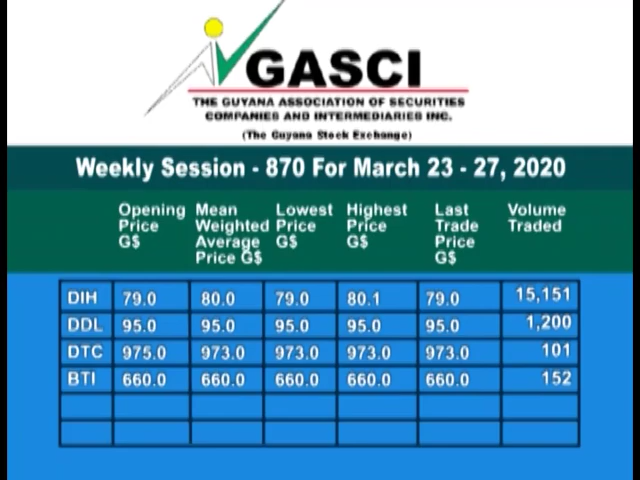 GASCI
THE GUYANA ASSOCIATION OF SECURITIES
COMPANIES AND INTERMEDIARIES INC.
(The Guyana Stock Exchange)
Weekly Session - 870 For March 23 - 27, 2020
Opening Price G$ Mean Weighted Average Price G$ Lowest Price G$ Highest Price G$ Last Trade Price G$ Volume Traded
DIH 79.0 80.0 79.0 80.1 79.0 15,151
DDL 95.0 95.0 95.0 95.0 95.0 1,200
DTC 975.0 973.0 973.0 973.0 973.0 101
BTI 660.0 660.0 660.0 660.0 660.0 152